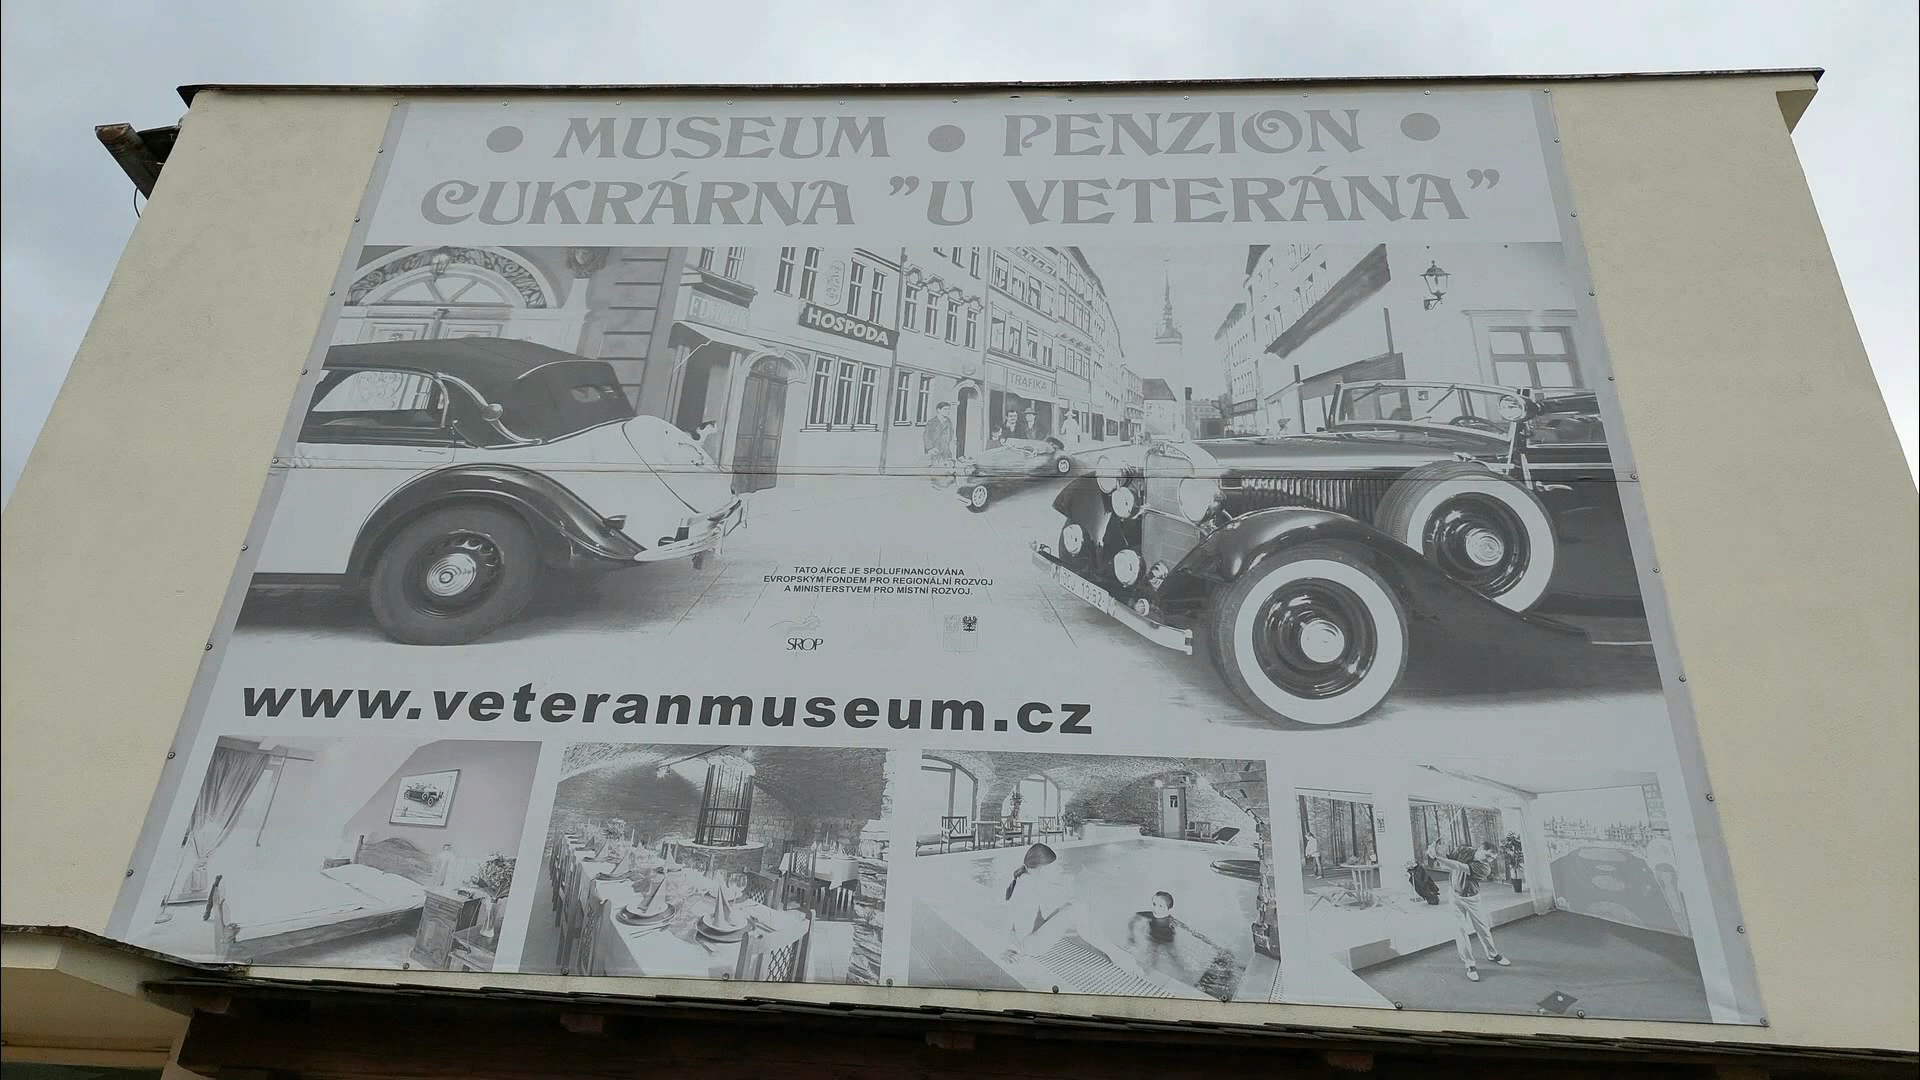 • MUSEUM • PENZION •
CUKRÁRNA "U VETERÁNA"
HOSPODA
TRAFIKA
TATO AKCE JE SPOLUFINANCOVÁNA
EVROPSKÝM FONDEM PRO REGIONÁLNÍ ROZVOJ
A MINISTERSTVEM PRO MÍSTNÍ ROZVOJ.
SROP
www.veteranmuseum.cz